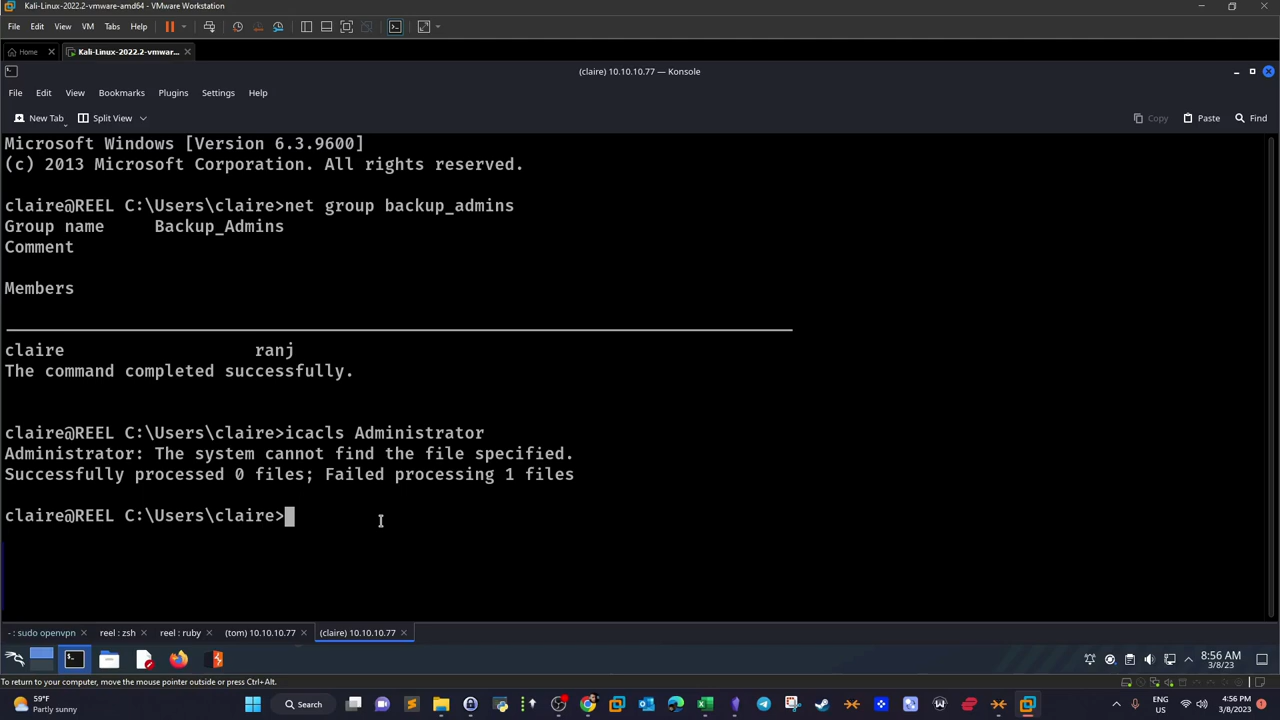 Kali-Linux-2022.2-vmware-amd64 - VMware Workstation
File Edit View VM Tabs Help
Home Kali-Linux-2022.2-vmwar...
(claire) 10.10.10.77 — Konsole
File Edit View Bookmarks Plugins Settings Help
New Tab Split View Copy Paste Find
Microsoft Windows [Version 6.3.9600]
(c) 2013 Microsoft Corporation. All rights reserved.
claire@REEL C:\Users\claire>net group backup_admins
Group name Backup_Admins
Comment
Members
claire ranj
The command completed successfully.
claire@REEL C:\Users\claire>icacls Administrator
Administrator: The system cannot find the file specified.
Successfully processed 0 files; Failed processing 1 files
claire@REEL C:\Users\claire>
- : sudo openvpn reel : zsh reel : ruby (tom) 10.10.10.77 (claire) 10.10.10.77
8:56 AM
3/8/23
To return to your computer, move the mouse pointer outside or press Ctrl+Alt.
59°F
Partly sunny
Search
ENG
US
4:56 PM
3/8/2023